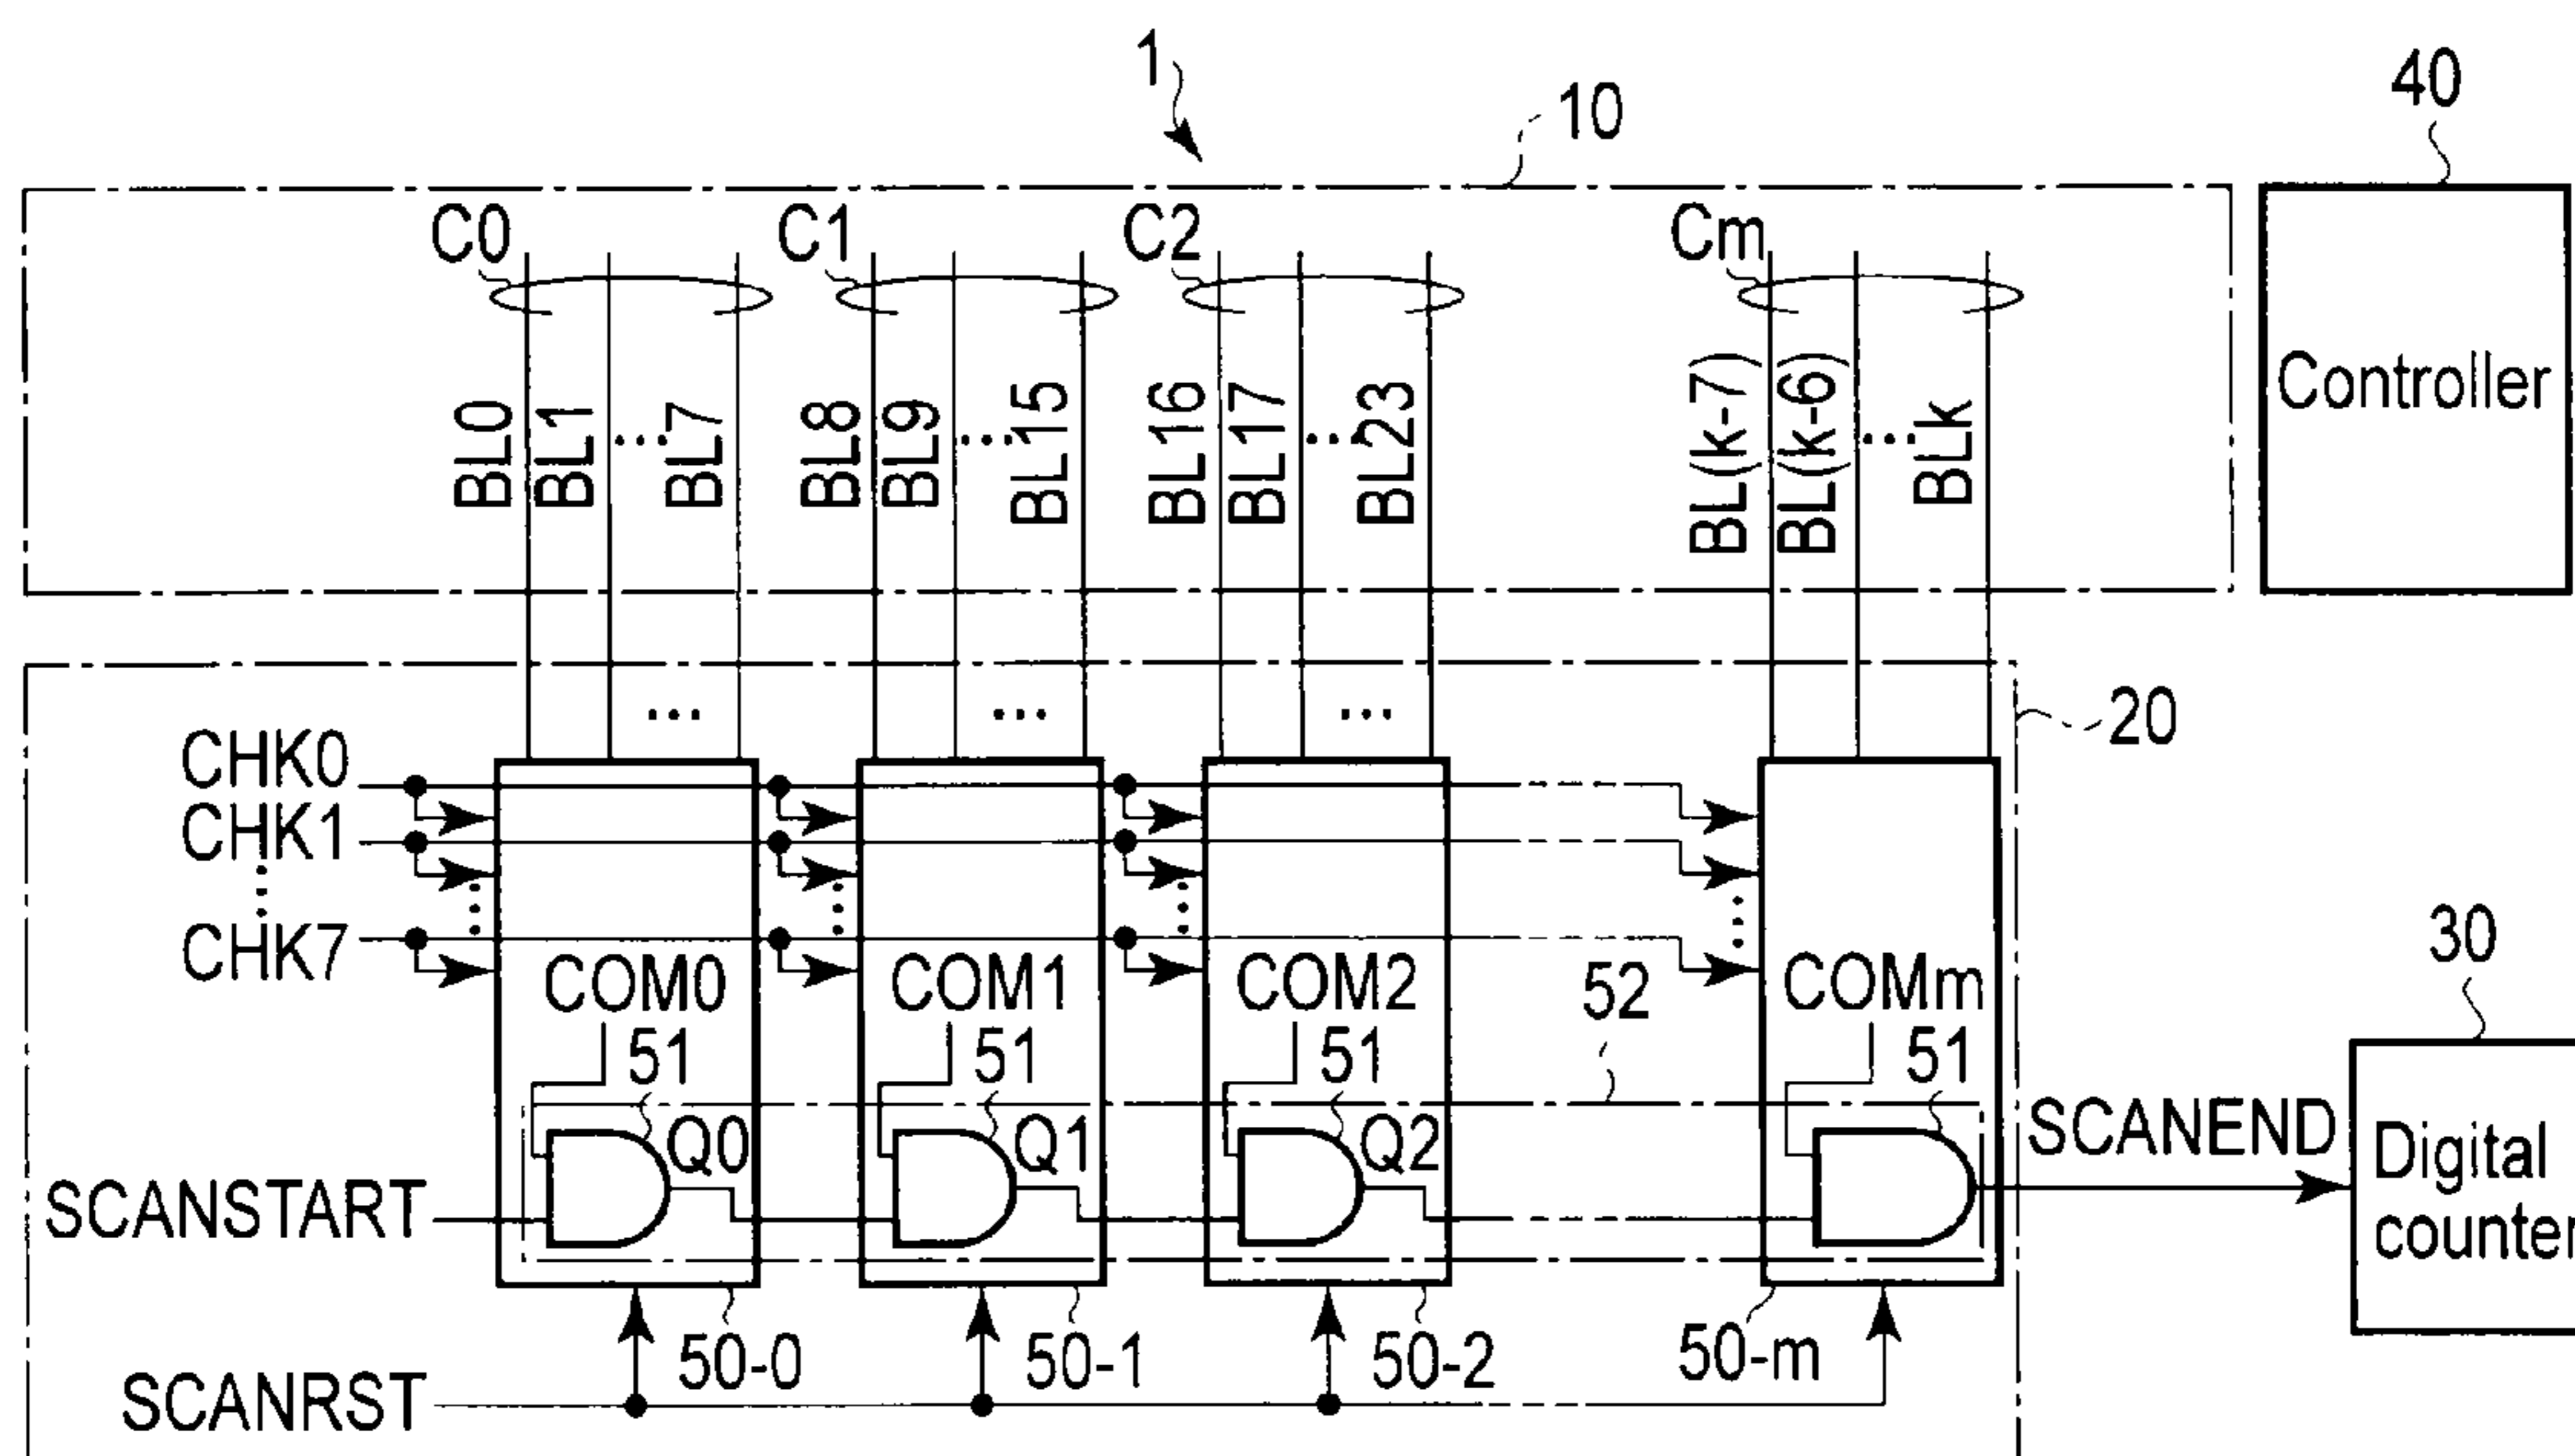 1
10
40
C0
C1
C2
Cm
Controller
BL0
BL1
...
BL7
BL8
BL9
...
BL15
BL16
BL17
...
BL23
BL(k-7)
BL(k-6)
...
BLk
...
...
...
20
CHK0
CHK1
CHK7
COM0
COM1
COM2
COMm
52
30
51
51
51
51
Q0
Q1
Q2
SCANEND
Digital
counter
SCANSTART
50-0
50-1
50-2
50-m
SCANRST